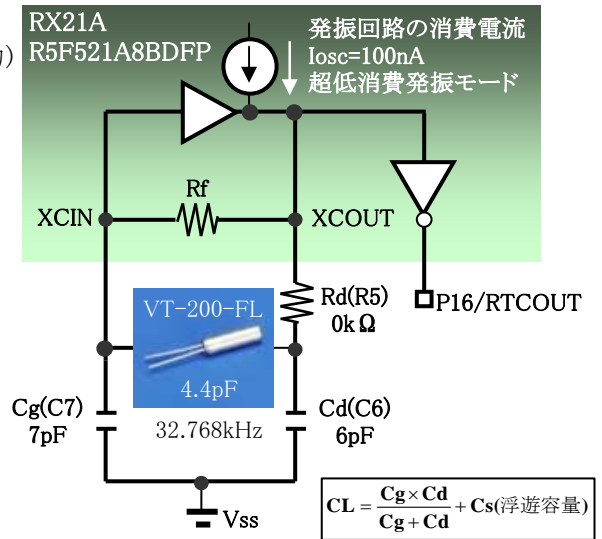 RX21A
R5F521A8BDFP
発振回路の消費電流
Iosc=100nA
超低消費発振モード
Rf
XCIN
XCOUT
Rd(R5)
0kΩ
P16/RTCOUT
VT-200-FL
4.4pF
32.768kHz
Cg(C7)
7pF
Cd(C6)
6pF
Vss
CL = Cg×Cd / Cg+Cd + Cs(浮遊容量)